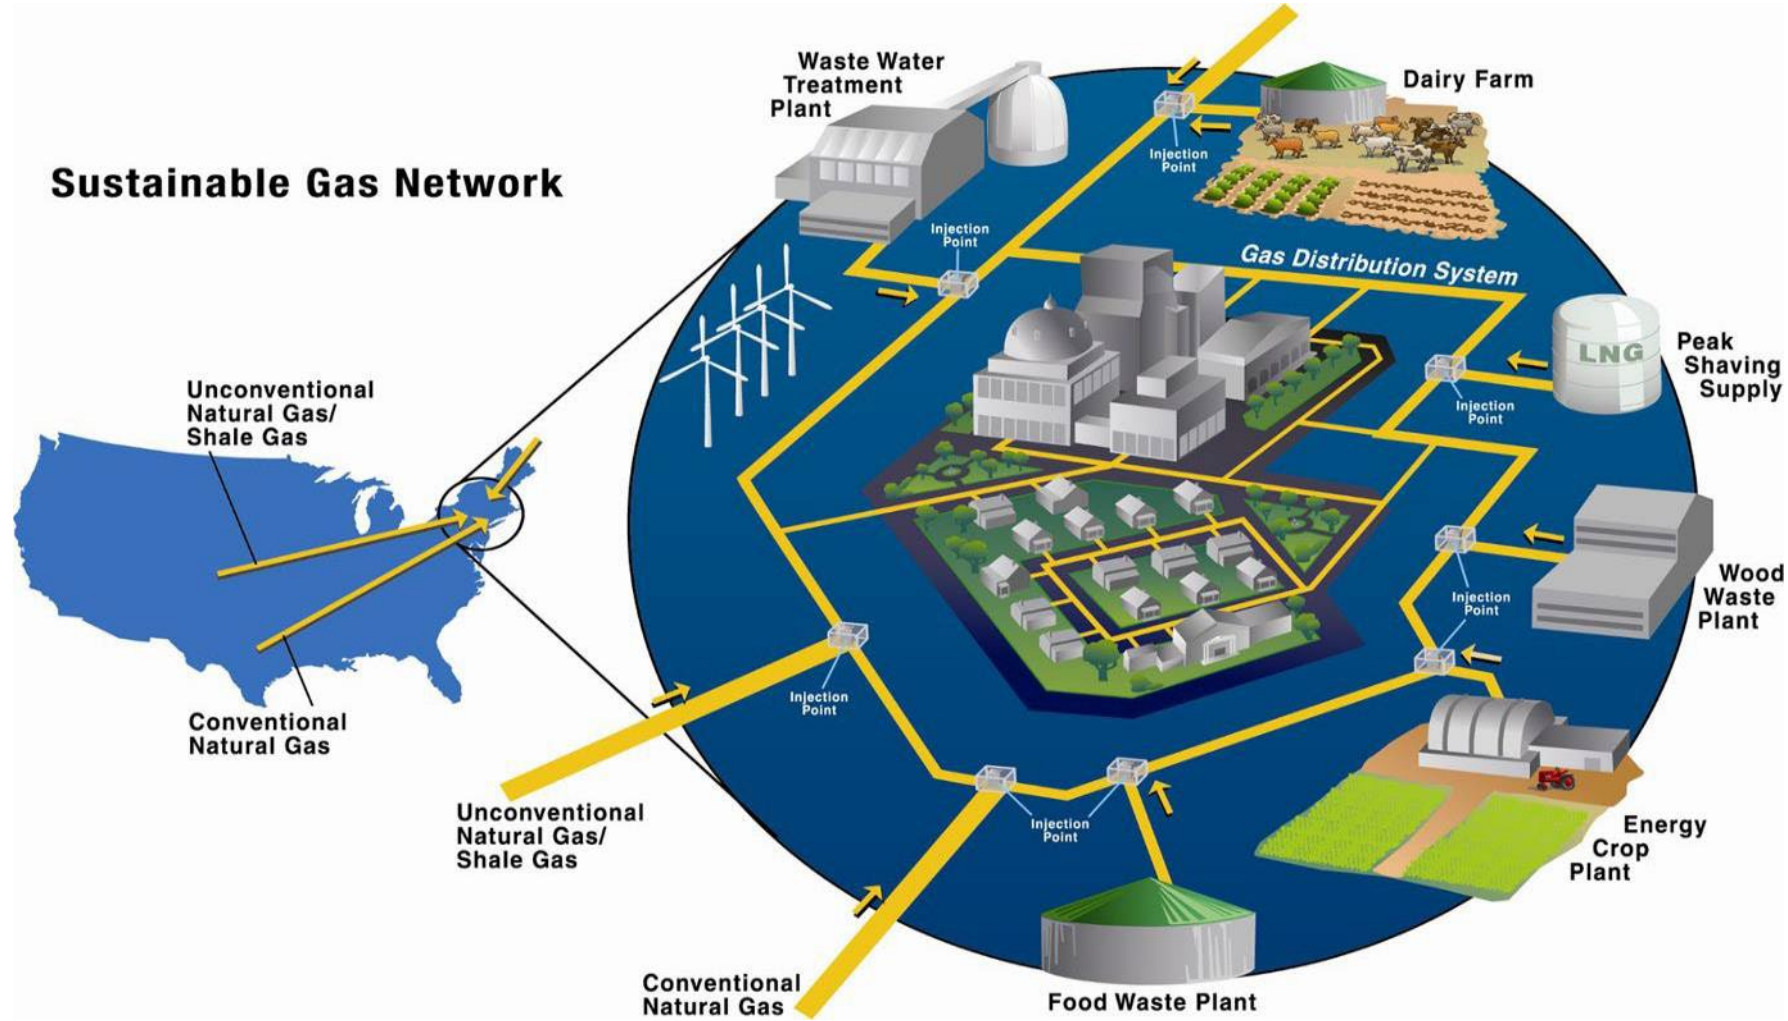 Sustainable Gas Network
Waste Water
Treatment
Plant
Dairy Farm
Injection
Point
Injection
Point
Gas Distribution System
LNG
Peak
Shaving
Supply
Injection
Point
Unconventional
Natural Gas/
Shale Gas
Wood
Waste
Plant
Injection
Point
Injection
Point
Conventional
Natural Gas
Unconventional
Natural Gas/
Shale Gas
Injection
Point
Energy
Crop
Plant
Conventional
Natural Gas
Food Waste Plant